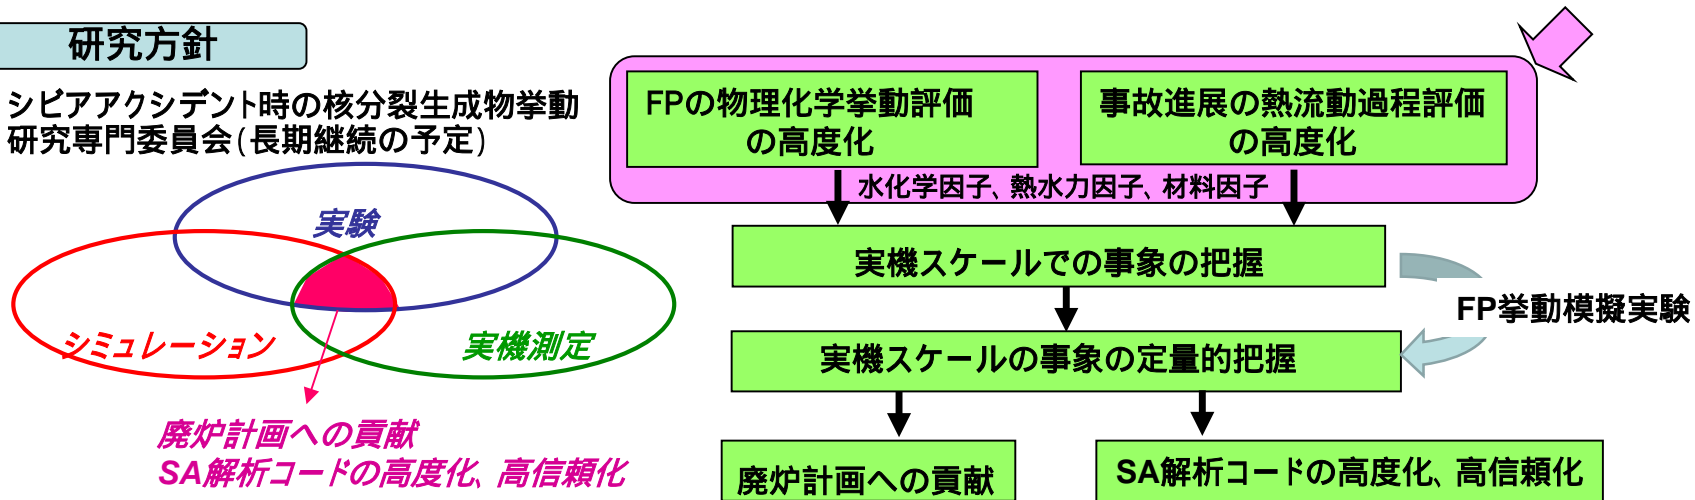 研究方針
シビアアクシデント時の核分裂生成物挙動
研究専門委員会(長期継続の予定)
実験
シミュレーション
実機測定
廃炉計画への貢献
SA解析コードの高度化、高信頼化
FPの物理化学挙動評価
の高度化
事故進展の熱流動過程評価
の高度化
水化学因子、熱水力因子、材料因子
実機スケールでの事象の把握
FP挙動模擬実験
実機スケールの事象の定量的把握
廃炉計画への貢献
SA解析コードの高度化、高信頼化